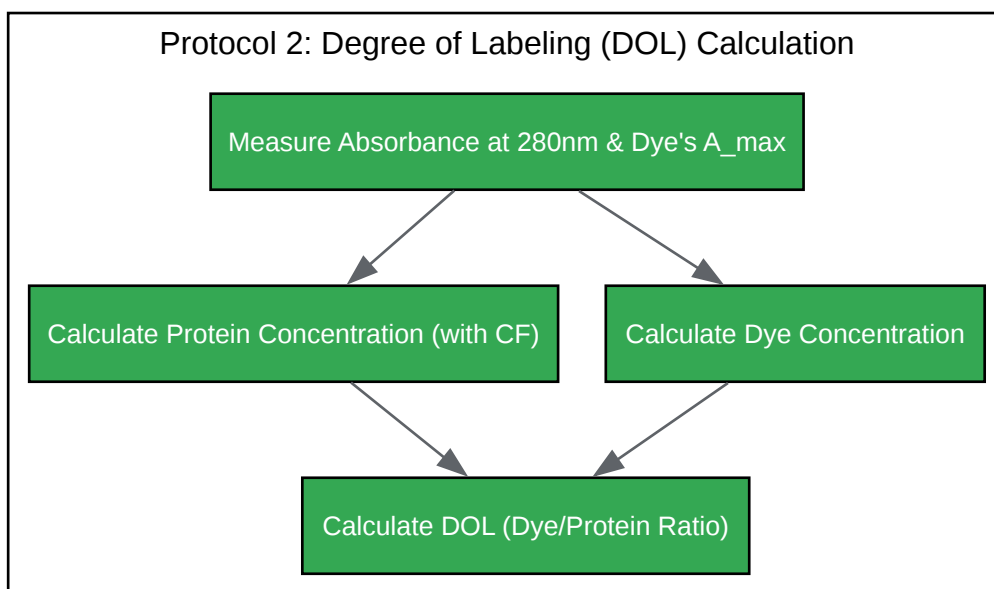 Protocol 2: Degree of Labeling (DOL) Calculation
Measure Absorbance at 280nm & Dye's A_max
Calculate Protein Concentration (with CF)
Calculate Dye Concentration
Calculate DOL (Dye/Protein Ratio)